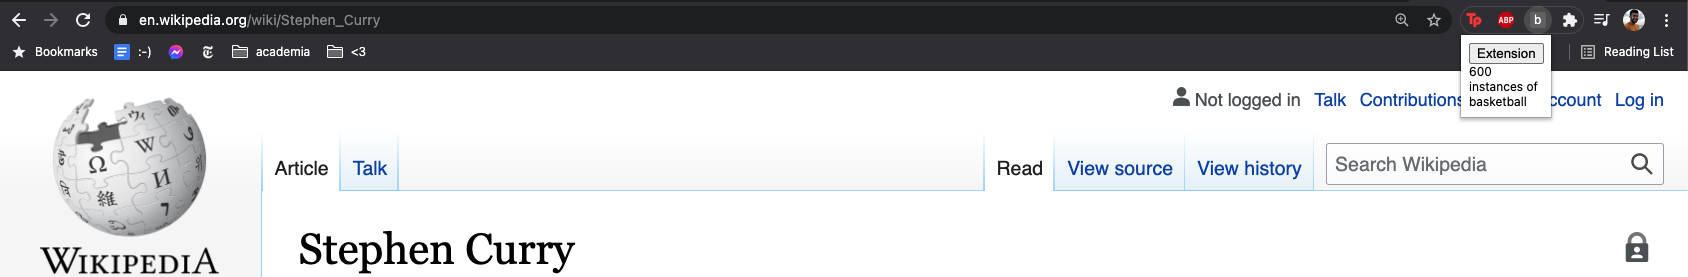 en.wikipedia.org/wiki/Stephen_Curry
Tp ABP b
Bookmarks :-) academia <3 Reading List
Extension
600
instances of
basketball
Not logged in Talk Contributions ccount Log in
Article Talk Read View source View history Search Wikipedia
Ω W И 維
WIKIPEDIA
Stephen Curry